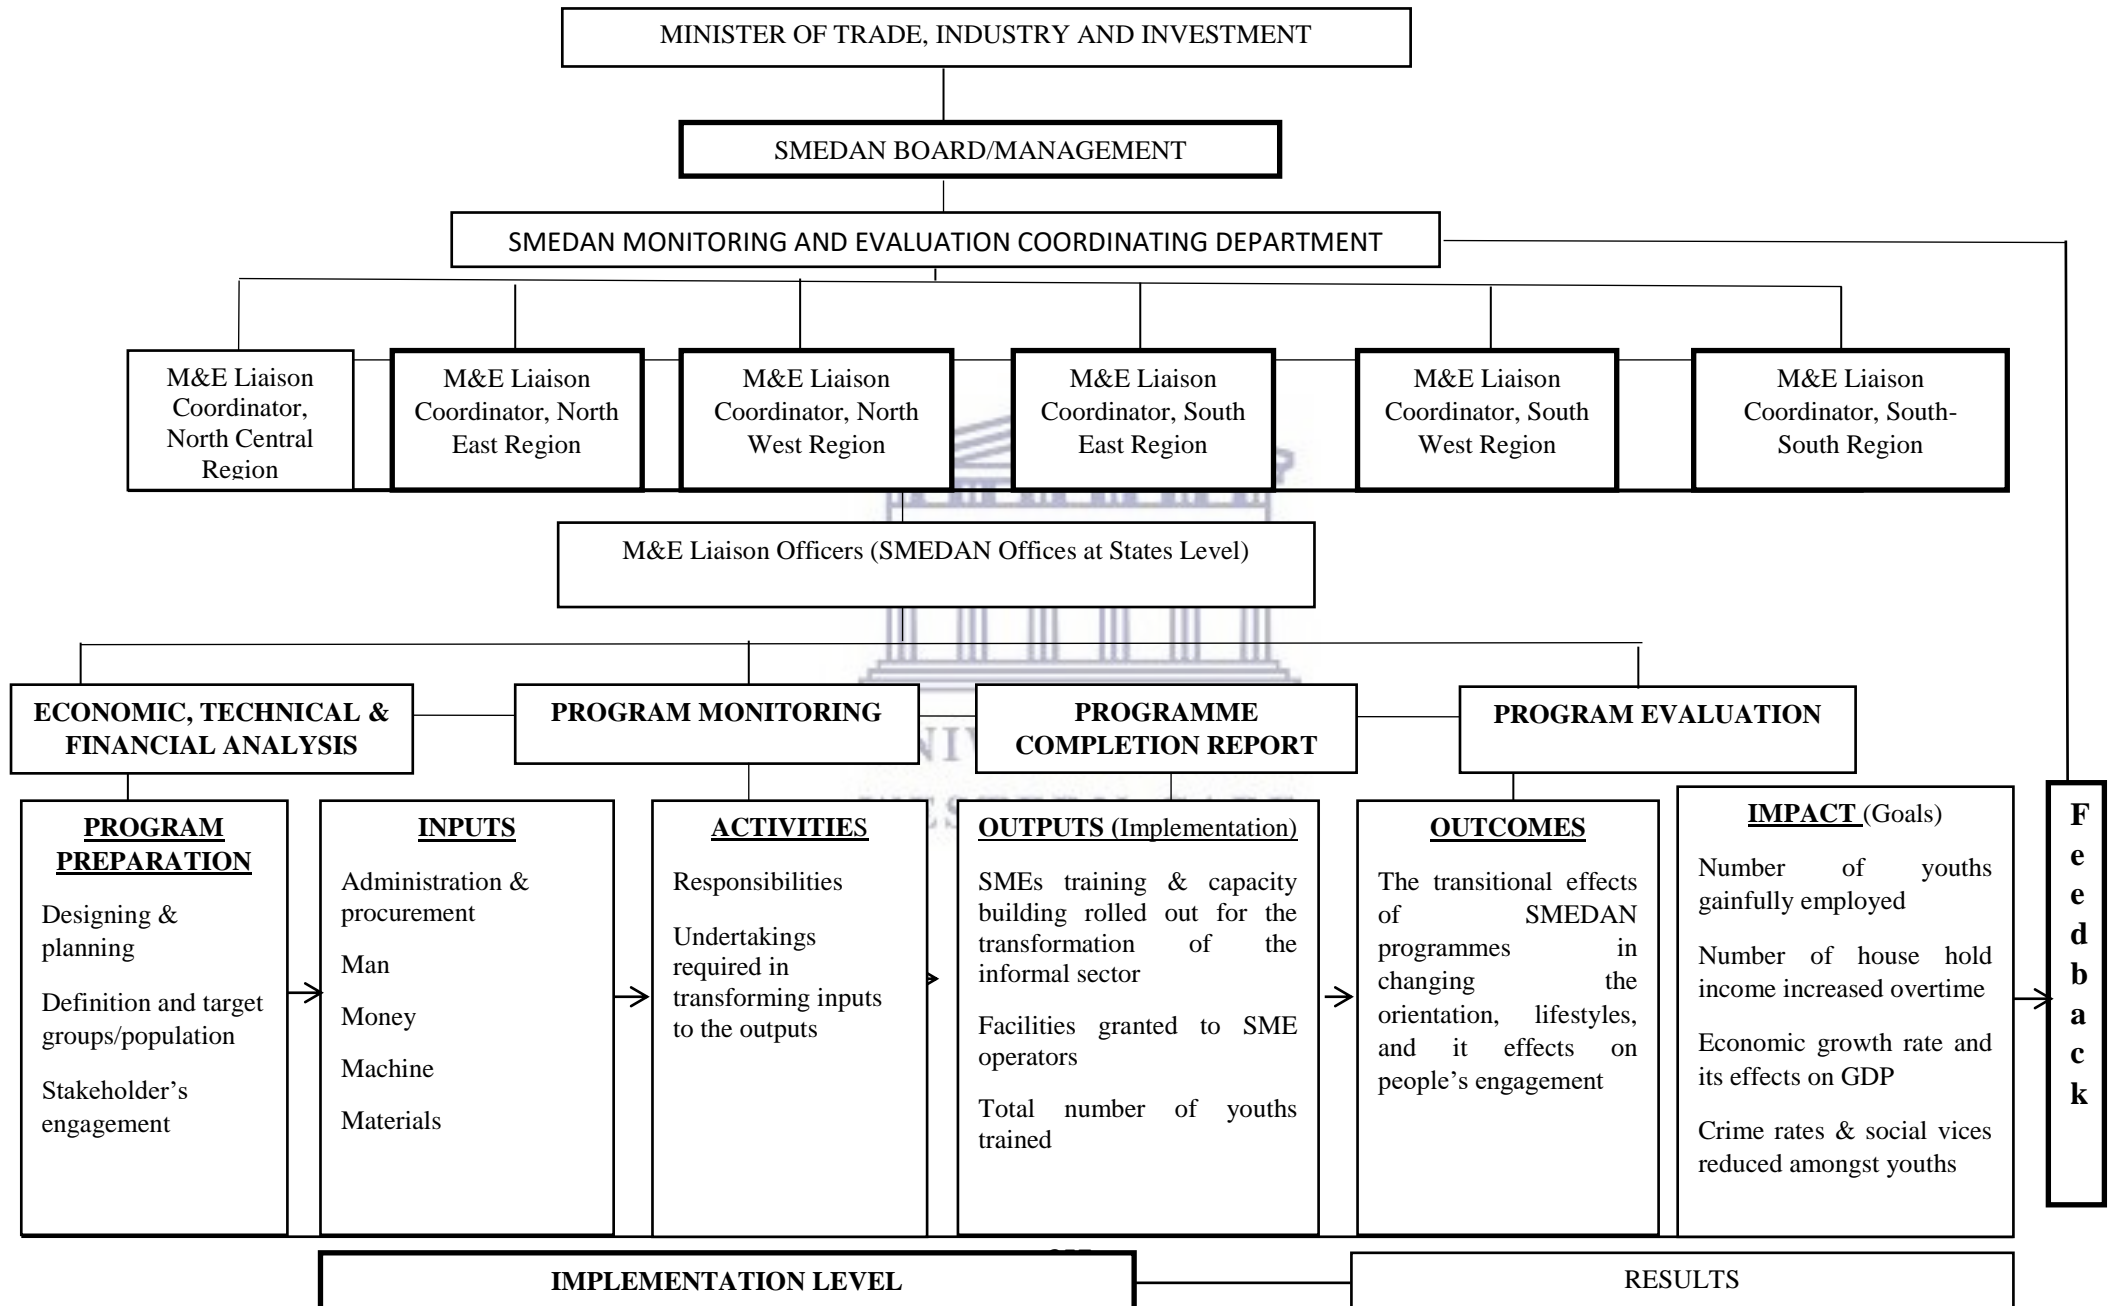 MINISTER OF TRADE, INDUSTRY AND INVESTMENT
SMEDAN BOARD/MANAGEMENT
SMEDAN MONITORING AND EVALUATION COORDINATING DEPARTMENT
M&E Liaison
Coordinator,
North Central
Region
M&E Liaison
Coordinator, North
East Region
M&E Liaison
Coordinator, North
West Region
M&E Liaison
Coordinator, South
East Region
M&E Liaison
Coordinator, South
West Region
M&E Liaison
Coordinator, South-
South Region
M&E Liaison Officers (SMEDAN Offices at States Level)
ECONOMIC, TECHNICAL &
FINANCIAL ANALYSIS
PROGRAM MONITORING
PROGRAMME
COMPLETION REPORT
PROGRAM EVALUATION
PROGRAM
PREPARATION
Designing &
planning
Definition and target
groups/population
Stakeholder’s
engagement
INPUTS
Administration &
procurement
Man
Money
Machine
Materials
ACTIVITIES
Responsibilities
Undertakings
required in
transforming inputs
to the outputs
OUTPUTS (Implementation)
SMEs training & capacity
building rolled out for the
transformation of the
informal sector
Facilities granted to SME
operators
Total number of youths
trained
OUTCOMES
The transitional effects
of SMEDAN
programmes in
changing the
orientation, lifestyles,
and it effects on
people’s engagement
IMPACT (Goals)
Number of youths
gainfully employed
Number of house hold
income increased overtime
Economic growth rate and
its effects on GDP
Crime rates & social vices
reduced amongst youths
Feedback
IMPLEMENTATION LEVEL
RESULTS